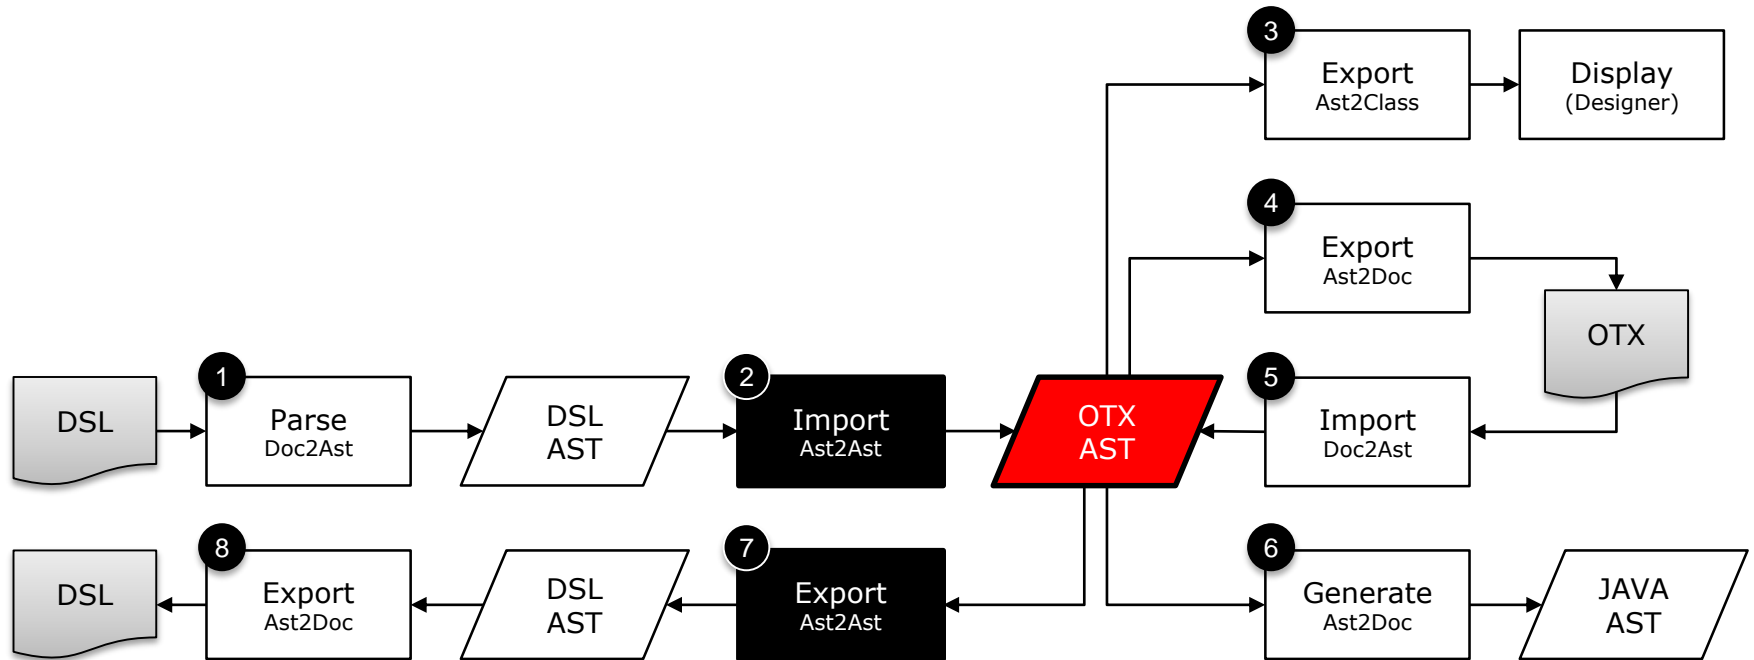 3
Export
Ast2Class
Display
(Designer)
4
Export
Ast2Doc
OTX
DSL
1
Parse
Doc2Ast
DSL
AST
2
Import
Ast2Ast
OTX
AST
5
Import
Doc2Ast
DSL
8
Export
Ast2Doc
DSL
AST
7
Export
Ast2Ast
6
Generate
Ast2Doc
JAVA
AST